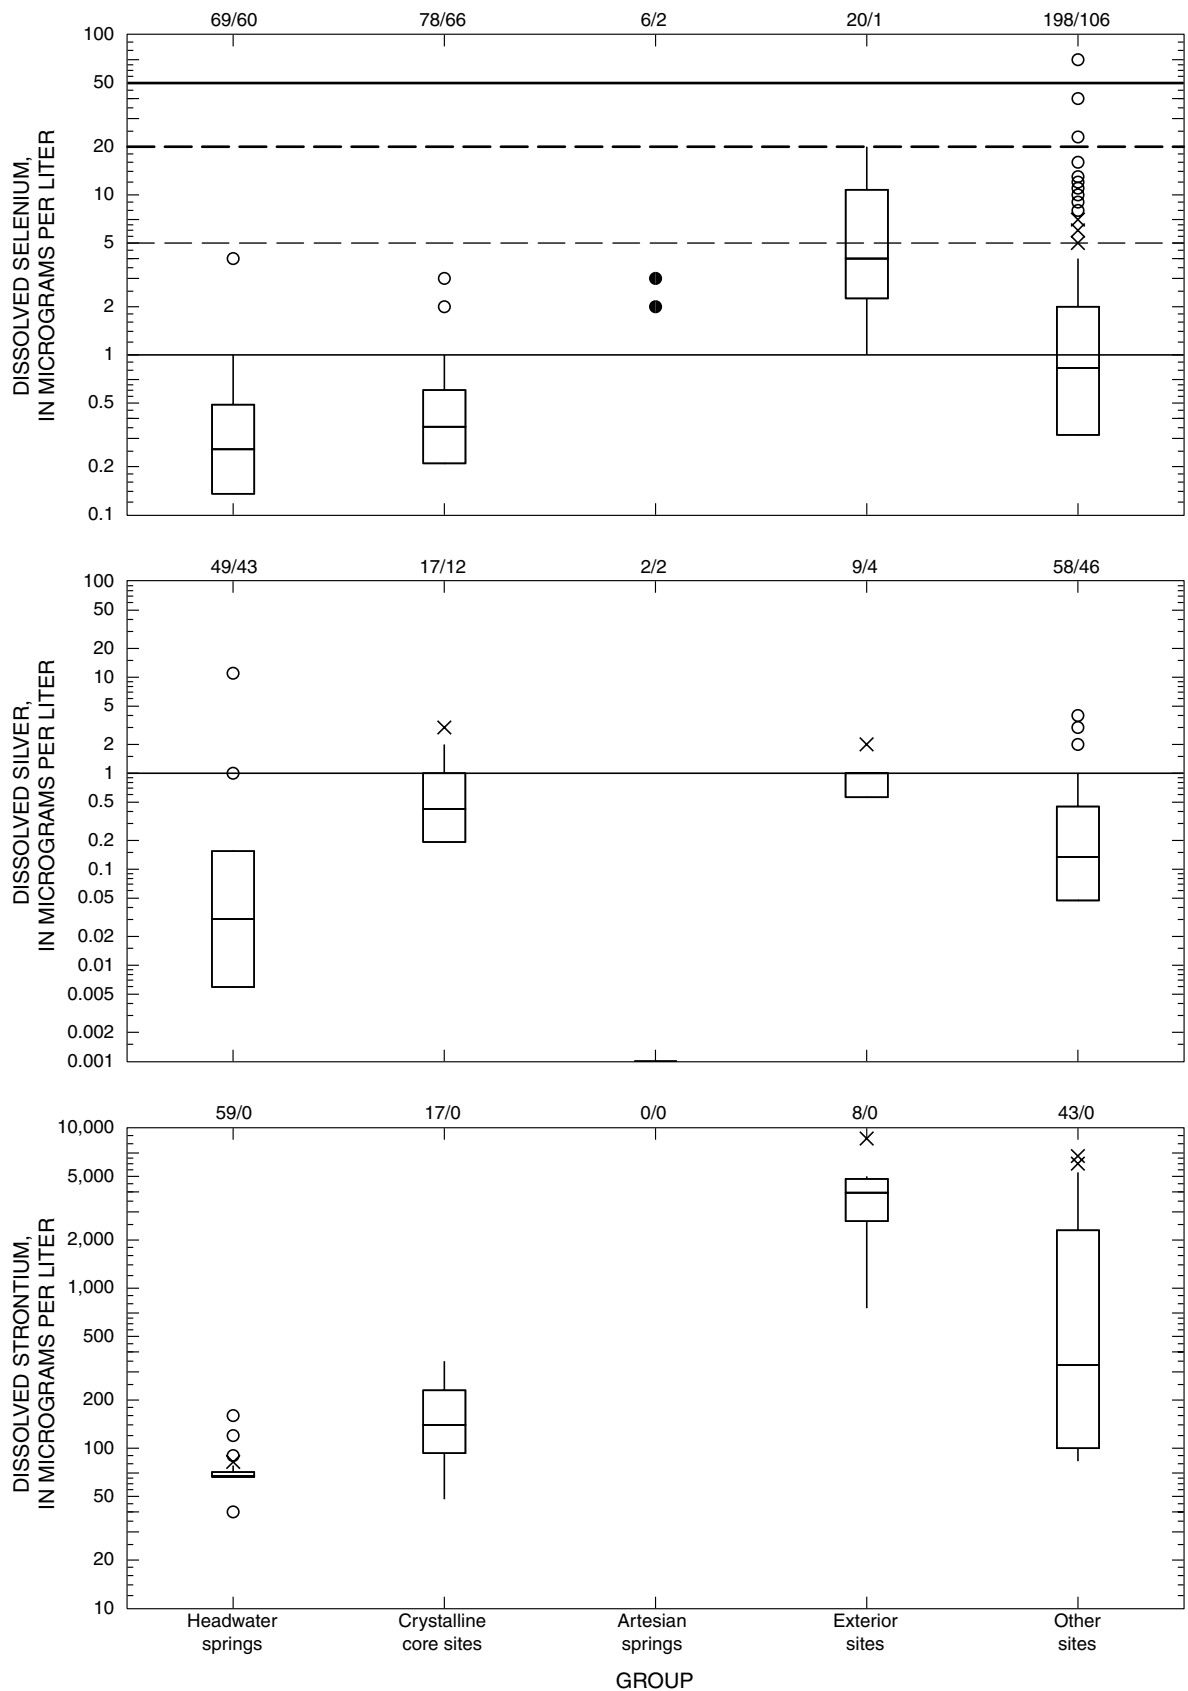 69/60 78/66 6/2 20/1 198/106
DISSOLVED SELENIUM,
IN MICROGRAMS PER LITER
100
50
20
10
5
2
1
0.5
0.2
0.1
49/43 17/12 2/2 9/4 58/46
DISSOLVED SILVER,
IN MICROGRAMS PER LITER
100
50
20
10
5
2
1
0.5
0.2
0.1
0.05
0.02
0.01
0.005
0.002
0.001
59/0 17/0 0/0 8/0 43/0
DISSOLVED STRONTIUM,
IN MICROGRAMS PER LITER
10,000
5,000
2,000
1,000
500
200
100
50
20
10
Headwater
springs
Crystalline
core sites
Artesian
springs
Exterior
sites
Other
sites
GROUP